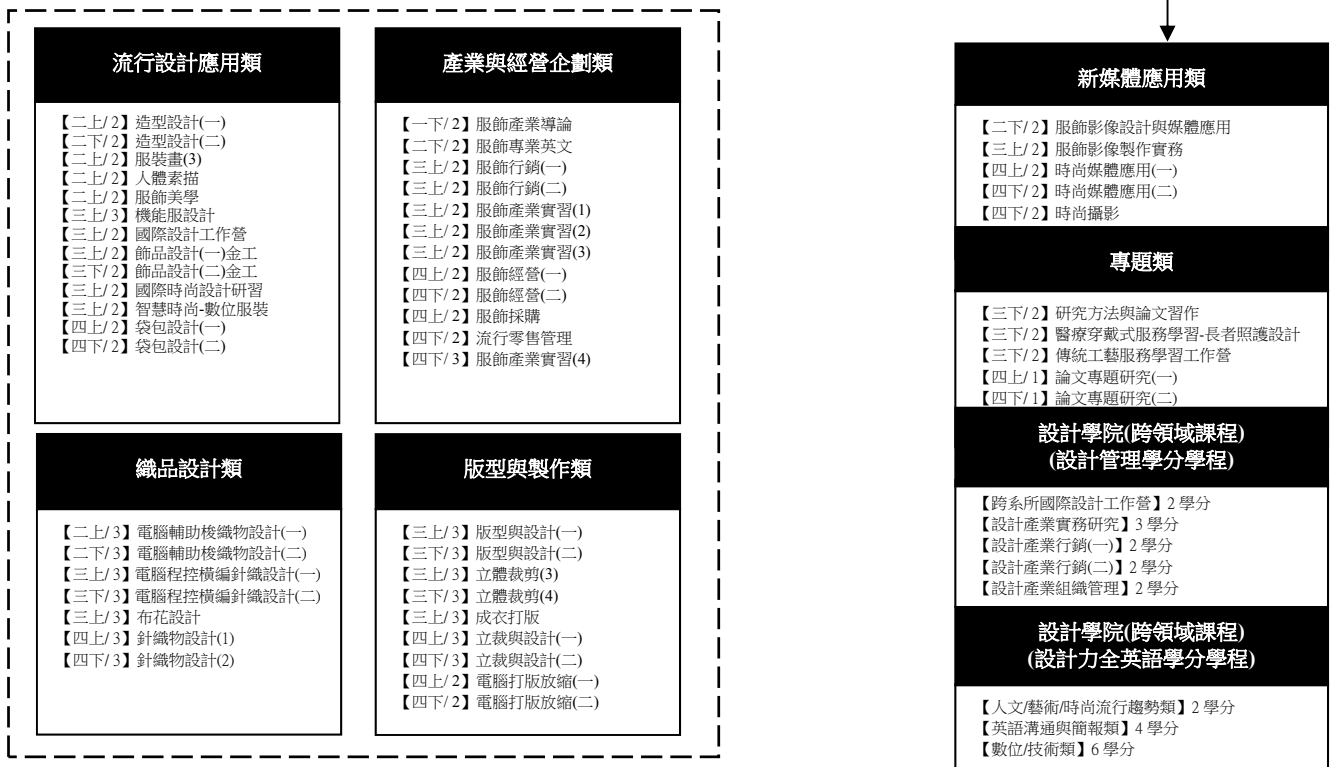 流行設計應用類
【二上/ 2】造型設計(一)
【二下/ 2】造型設計(二)
【二上/ 2】服裝畫(3)
【二上/ 2】人體素描
【二上/ 2】服飾美學
【三上/ 3】機能服設計
【三上/ 2】國際設計工作營
【三上/ 2】飾品設計(一)金工
【三下/ 2】飾品設計(二)金工
【三上/ 2】國際時尚設計研習
【三上/ 2】智慧時尚-數位服裝
【四上/ 2】袋包設計(一)
【四下/ 2】袋包設計(二)
產業與經營企劃類
【一下/ 2】服飾產業導論
【二下/ 2】服飾專業英文
【三上/ 2】服飾行銷(一)
【三上/ 2】服飾行銷(二)
【三上/ 2】服飾產業實習(1)
【三上/ 2】服飾產業實習(2)
【三上/ 2】服飾產業實習(3)
【四上/ 2】服飾經營(一)
【四下/ 2】服飾經營(二)
【四上/ 2】服飾採購
【四下/ 2】流行零售管理
【四下/ 3】服飾產業實習(4)
織品設計類
【二上/ 3】電腦輔助梭織物設計(一)
【二下/ 3】電腦輔助梭織物設計(二)
【三上/ 3】電腦程控橫編針織設計(一)
【三下/ 3】電腦程控橫編針織設計(二)
【三上/ 3】布花設計
【四上/ 3】針織物設計(1)
【四下/ 3】針織物設計(2)
版型與製作類
【三上/ 3】版型與設計(一)
【三下/ 3】版型與設計(二)
【三上/ 3】立體裁剪(3)
【三下/ 3】立體裁剪(4)
【三上/ 3】成衣打版
【四上/ 3】立裁與設計(一)
【四下/ 3】立裁與設計(二)
【四上/ 2】電腦打版放縮(一)
【四下/ 2】電腦打版放縮(二)
新媒體應用類
【二下/ 2】服飾影像設計與媒體應用
【三上/ 2】服飾影像製作實務
【四上/ 2】時尚媒體應用(一)
【四下/ 2】時尚媒體應用(二)
【四下/ 2】時尚攝影
專題類
【三下/ 2】研究方法與論文習作
【三下/ 2】醫療穿戴式服務學習-長者照護設計
【三下/ 2】傳統工藝服務學習工作營
【四上/ 1】論文專題研究(一)
【四下/ 1】論文專題研究(二)
設計學院(跨領域課程)
(設計管理學分學程)
【跨系所國際設計工作營】2 學分
【設計產業實務研究】3 學分
【設計產業行銷(一)】2 學分
【設計產業行銷(二)】2 學分
【設計產業組織管理】2 學分
設計學院(跨領域課程)
(設計力全英語學分學程)
【人文/藝術/時尚流行趨勢類】2 學分
【英語溝通與簡報類】4 學分
【數位/技術類】6 學分